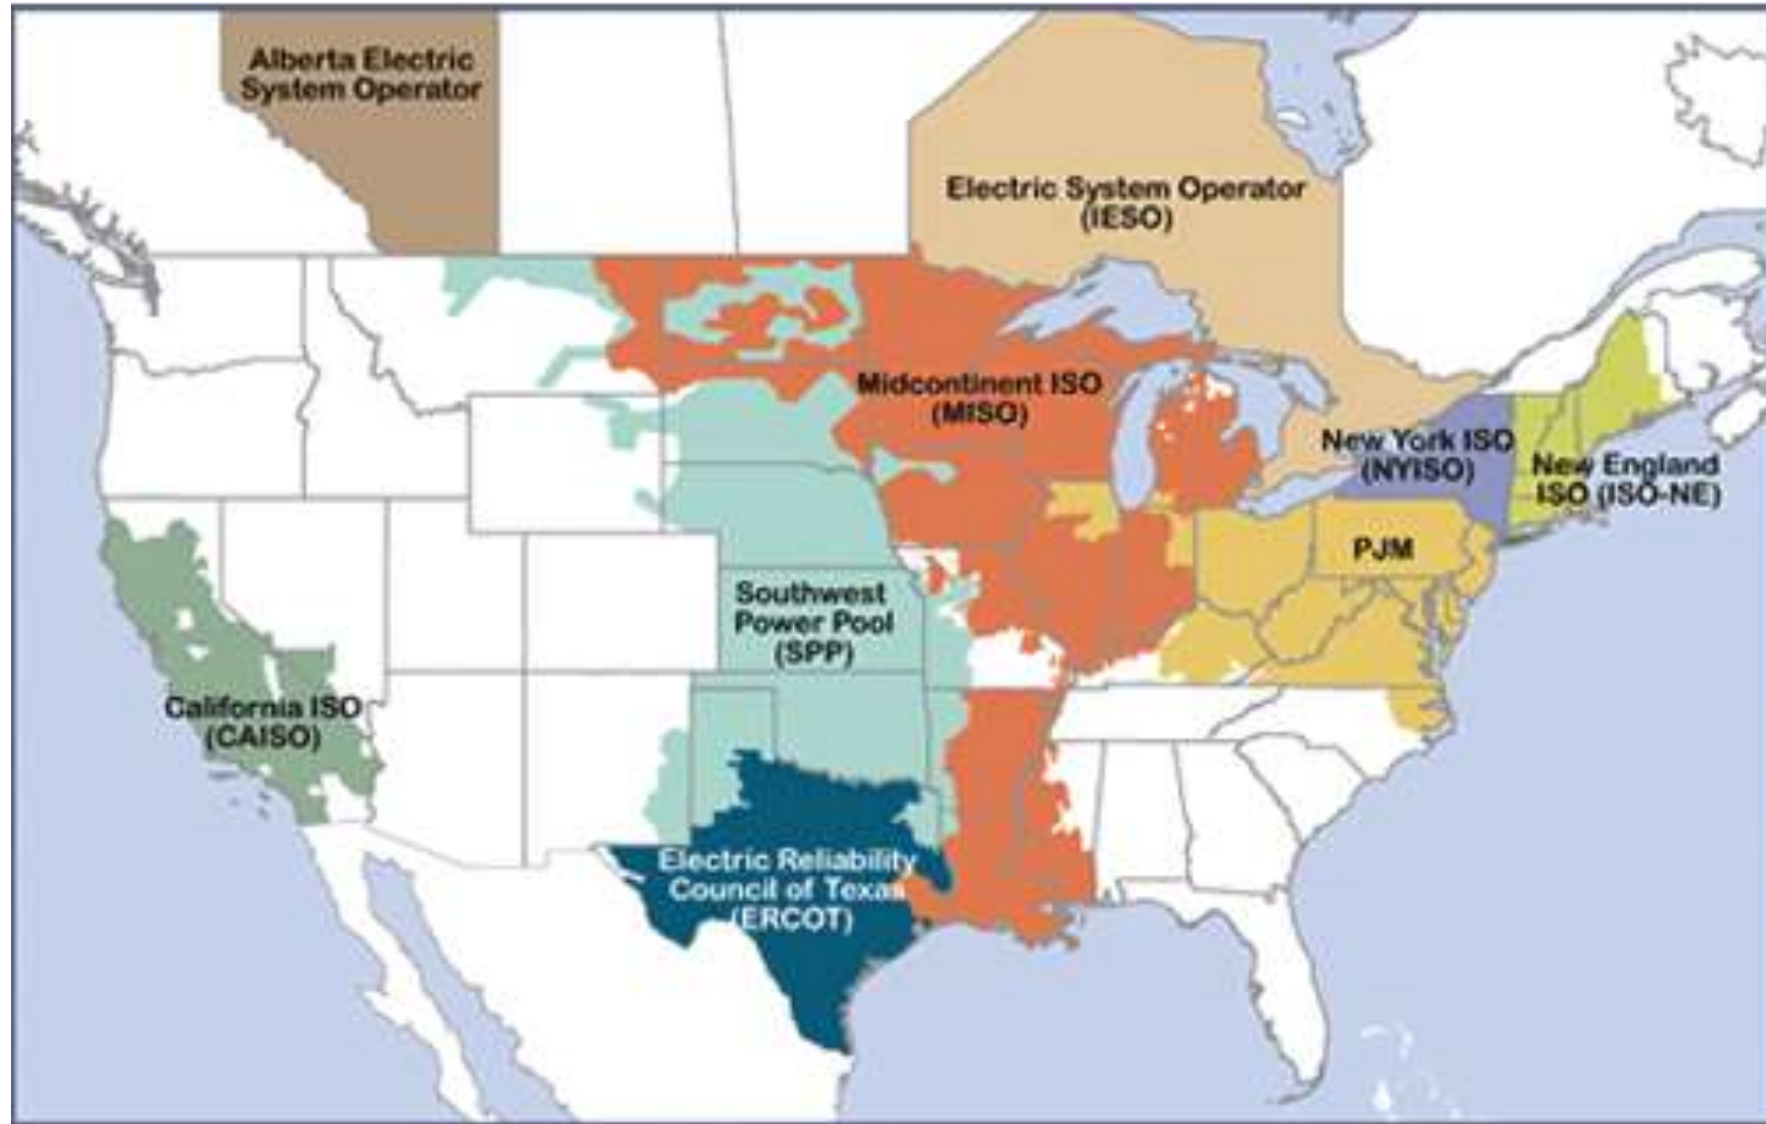 Alberta Electric
System Operator
Electric System Operator
(IESO)
Midcontinent ISO
(MISO)
New York ISO
(NYISO)
New England
ISO (ISO-NE)
PJM
Southwest
Power Pool
(SPP)
California ISO
(CAISO)
Electric Reliability
Council of Texas
(ERCOT)